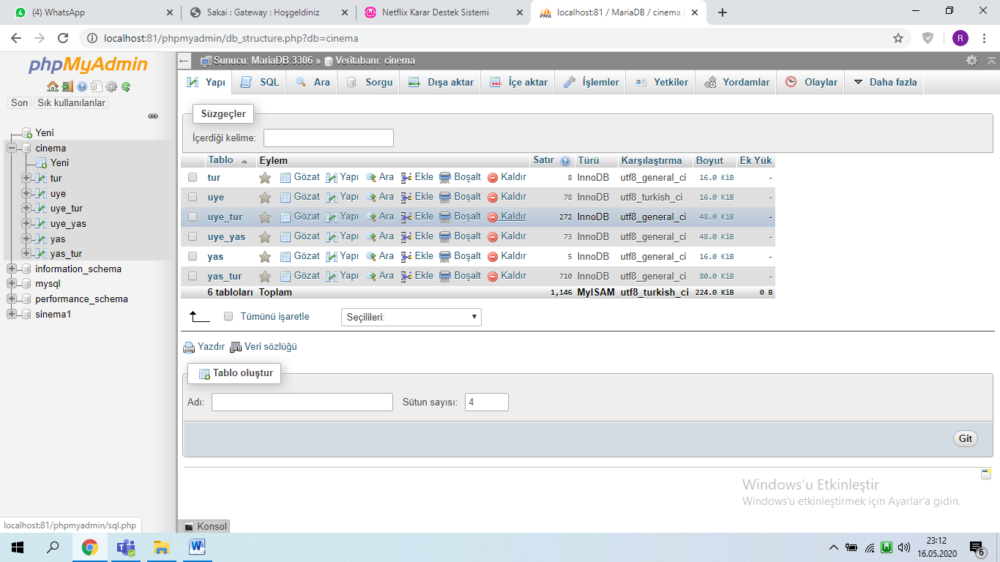 4 (4) WhatsApp
Sakai : Gateway : Hoşgeldiniz
Netflix Karar Destek Sistemi
localhost:81 / MariaDB / cinema
localhost:81/phpmyadmin/db_structure.php?db=cinema
R
phpMyAdmin
Son Sık kullanılanlar
Yeni
cinema
Yeni
tur
uye
uye_tur
uye_yas
yas
yas_tur
information_schema
mysql
performance_schema
sinema1
Sunucu: MariaDB:3306 » Veritabanı: cinema
Yapı SQL Ara Sorgu Dışa aktar İçe aktar İşlemler Yetkiler Yordamlar Olaylar Daha fazla
Süzgeçler
İçerdiği kelime:
Tablo Eylem Satır Türü Karşılaştırma Boyut Ek Yük
tur Gözat Yapı Ara Ekle Boşalt Kaldır 8 InnoDB utf8_general_ci 16.0 KiB -
uye Gözat Yapı Ara Ekle Boşalt Kaldır 78 InnoDB utf8_turkish_ci 16.0 KiB -
uye_tur Gözat Yapı Ara Ekle Boşalt Kaldır 272 InnoDB utf8_general_ci 48.0 KiB -
uye_yas Gözat Yapı Ara Ekle Boşalt Kaldır 73 InnoDB utf8_general_ci 48.0 KiB -
yas Gözat Yapı Ara Ekle Boşalt Kaldır 5 InnoDB utf8_general_ci 16.0 KiB -
yas_tur Gözat Yapı Ara Ekle Boşalt Kaldır 710 InnoDB utf8_general_ci 80.0 KiB -
6 tabloları Toplam 1,146 MyISAM utf8_turkish_ci 224.0 KiB 0 B
Tümünü işaretle Seçilileri:
Yazdır Veri sözlüğü
Tablo oluştur
Adı: Sütun sayısı: 4
Git
Windows'u Etkinleştir
Windows'u etkinleştirmek için Ayarlar'a gidin.
localhost:81/phpmyadmin/sql.php
Konsol
23:12
16.05.2020
6